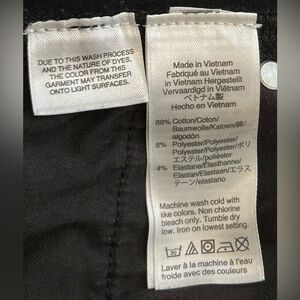 DUE TO THIS WASH PROCESS
AND THE NATURE OF DYES,
THE COLOR FROM THIS
GARMENT MAY TRANSFER
ONTO LIGHT SURFACES.
Made in Vietnam
Fabriqué au Vietnam
in Vietnam Hergestellt
Vervaardigd in Viëtnam
ベトナム製
Hecho en Vietnam
88% Cotton/Coton/
Baumwolle/Katoen/綿/
algodón
8% Polyester/Polyester/
Polyester/Polyester/ポリ
エステル/poliéster
4% Elastane/Élasthanne/
Elastan/Elastaan/エラス
テーン/elastano
Machine wash cold with
like colors. Non chlorine
bleach only. Tumble dry
low. Iron on lowest setting.
Laver à la machine à l'eau
froide avec des couleurs